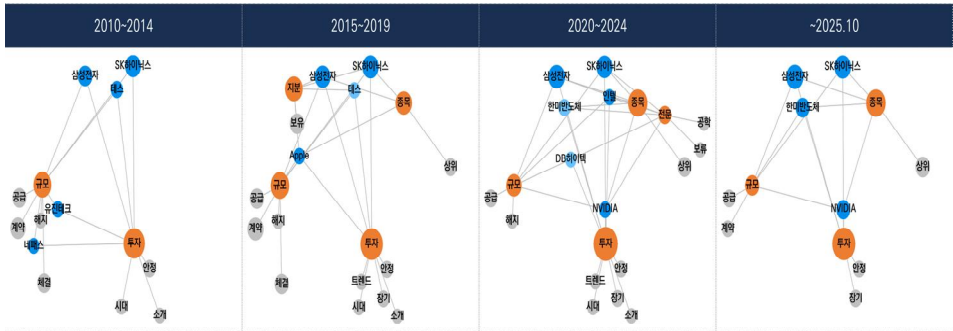 2010~2014
2015~2019
2020~2024
~2025.10
SK하이닉스
삼성전자
테스
규모
공급
유진테크
해지
계약
네패스
투자
안정
체결
시대
소개
SK하이닉스
삼성전자
지분
테스
종목
보유
Apple
상위
규모
공급
해지
계약
투자
안정
트렌드
체결
장기
시대
소개
SK하이닉스
삼성전자
인텔
종목
한미반도체
전문
공학
보류
DB하이텍
상위
규모
공급
NVIDIA
해지
투자
안정
트렌드
장기
시대
소개
SK하이닉스
삼성전자
종목
한미반도체
상위
규모
공급
NVIDIA
계약
투자
안정
장기